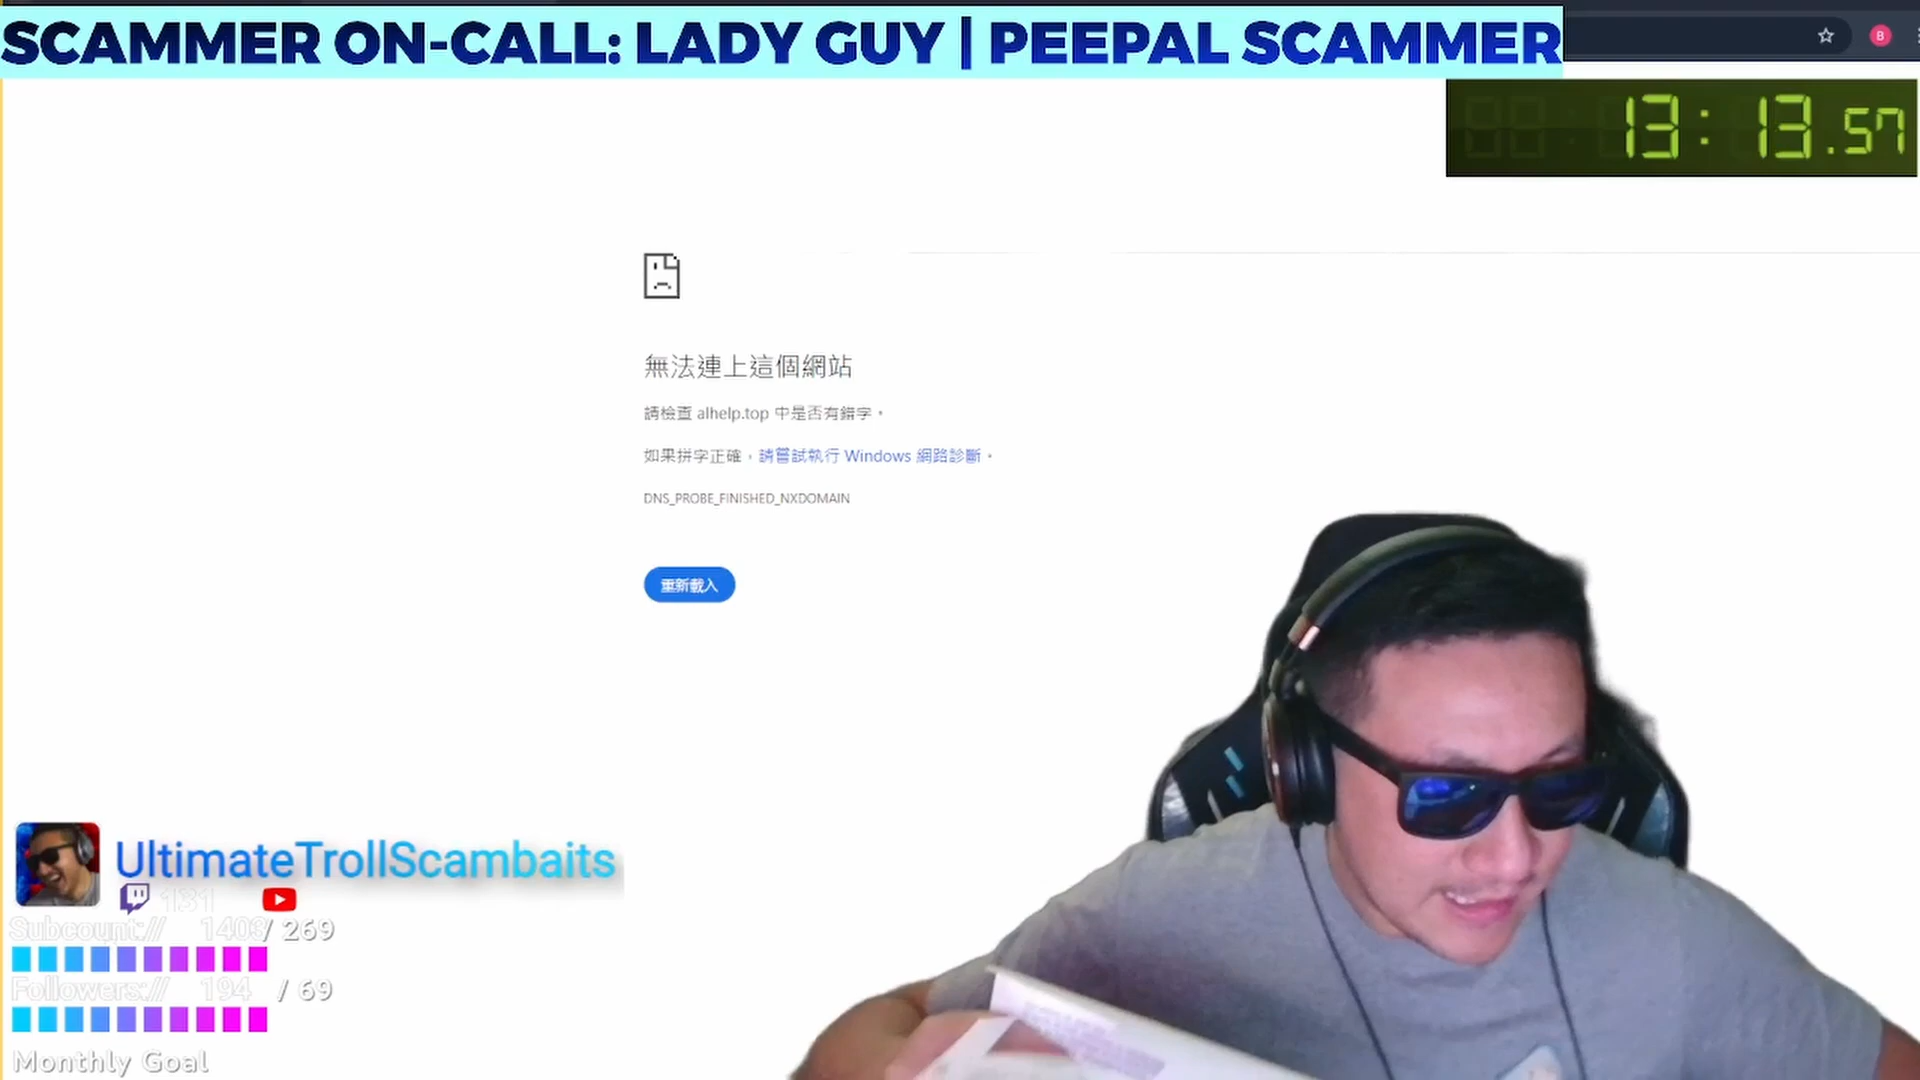 SCAMMER ON-CALL: LADY GUY | PEEPAL SCAMMER
B
13:13.57
無法連上這個網站
請檢查 alhelp.top 中是否有錯字。
如果拼字正確，請嘗試執行 Windows 網路診斷。
DNS_PROBE_FINISHED_NXDOMAIN
重新載入
UltimateTrollScambaits
131
Subcount:// 1403/ 269
Followers:// 194 / 69
Monthly Goal